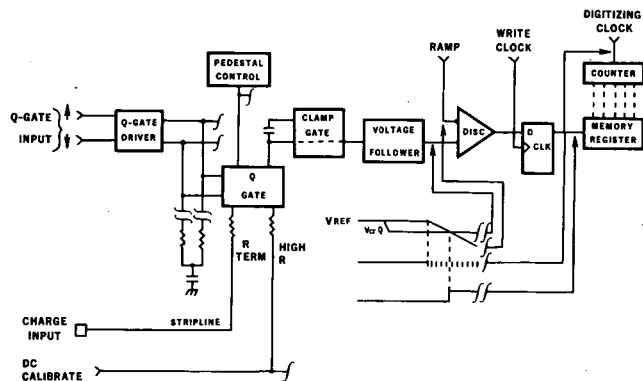 DIGITIZING
CLOCK
WRITE
CLOCK
RAMP
PEDESTAL
CONTROL
COUNTER
Q-GATE
INPUT
Q-GATE
DRIVER
CLAMP
GATE
VOLTAGE
FOLLOWER
DISC
D
CLK
MEMORY
REGISTER
Q
GATE
VREF
R
TERM
HIGH
R
CHARGE
INPUT
STRIPLINE
DC
CALIBRATE